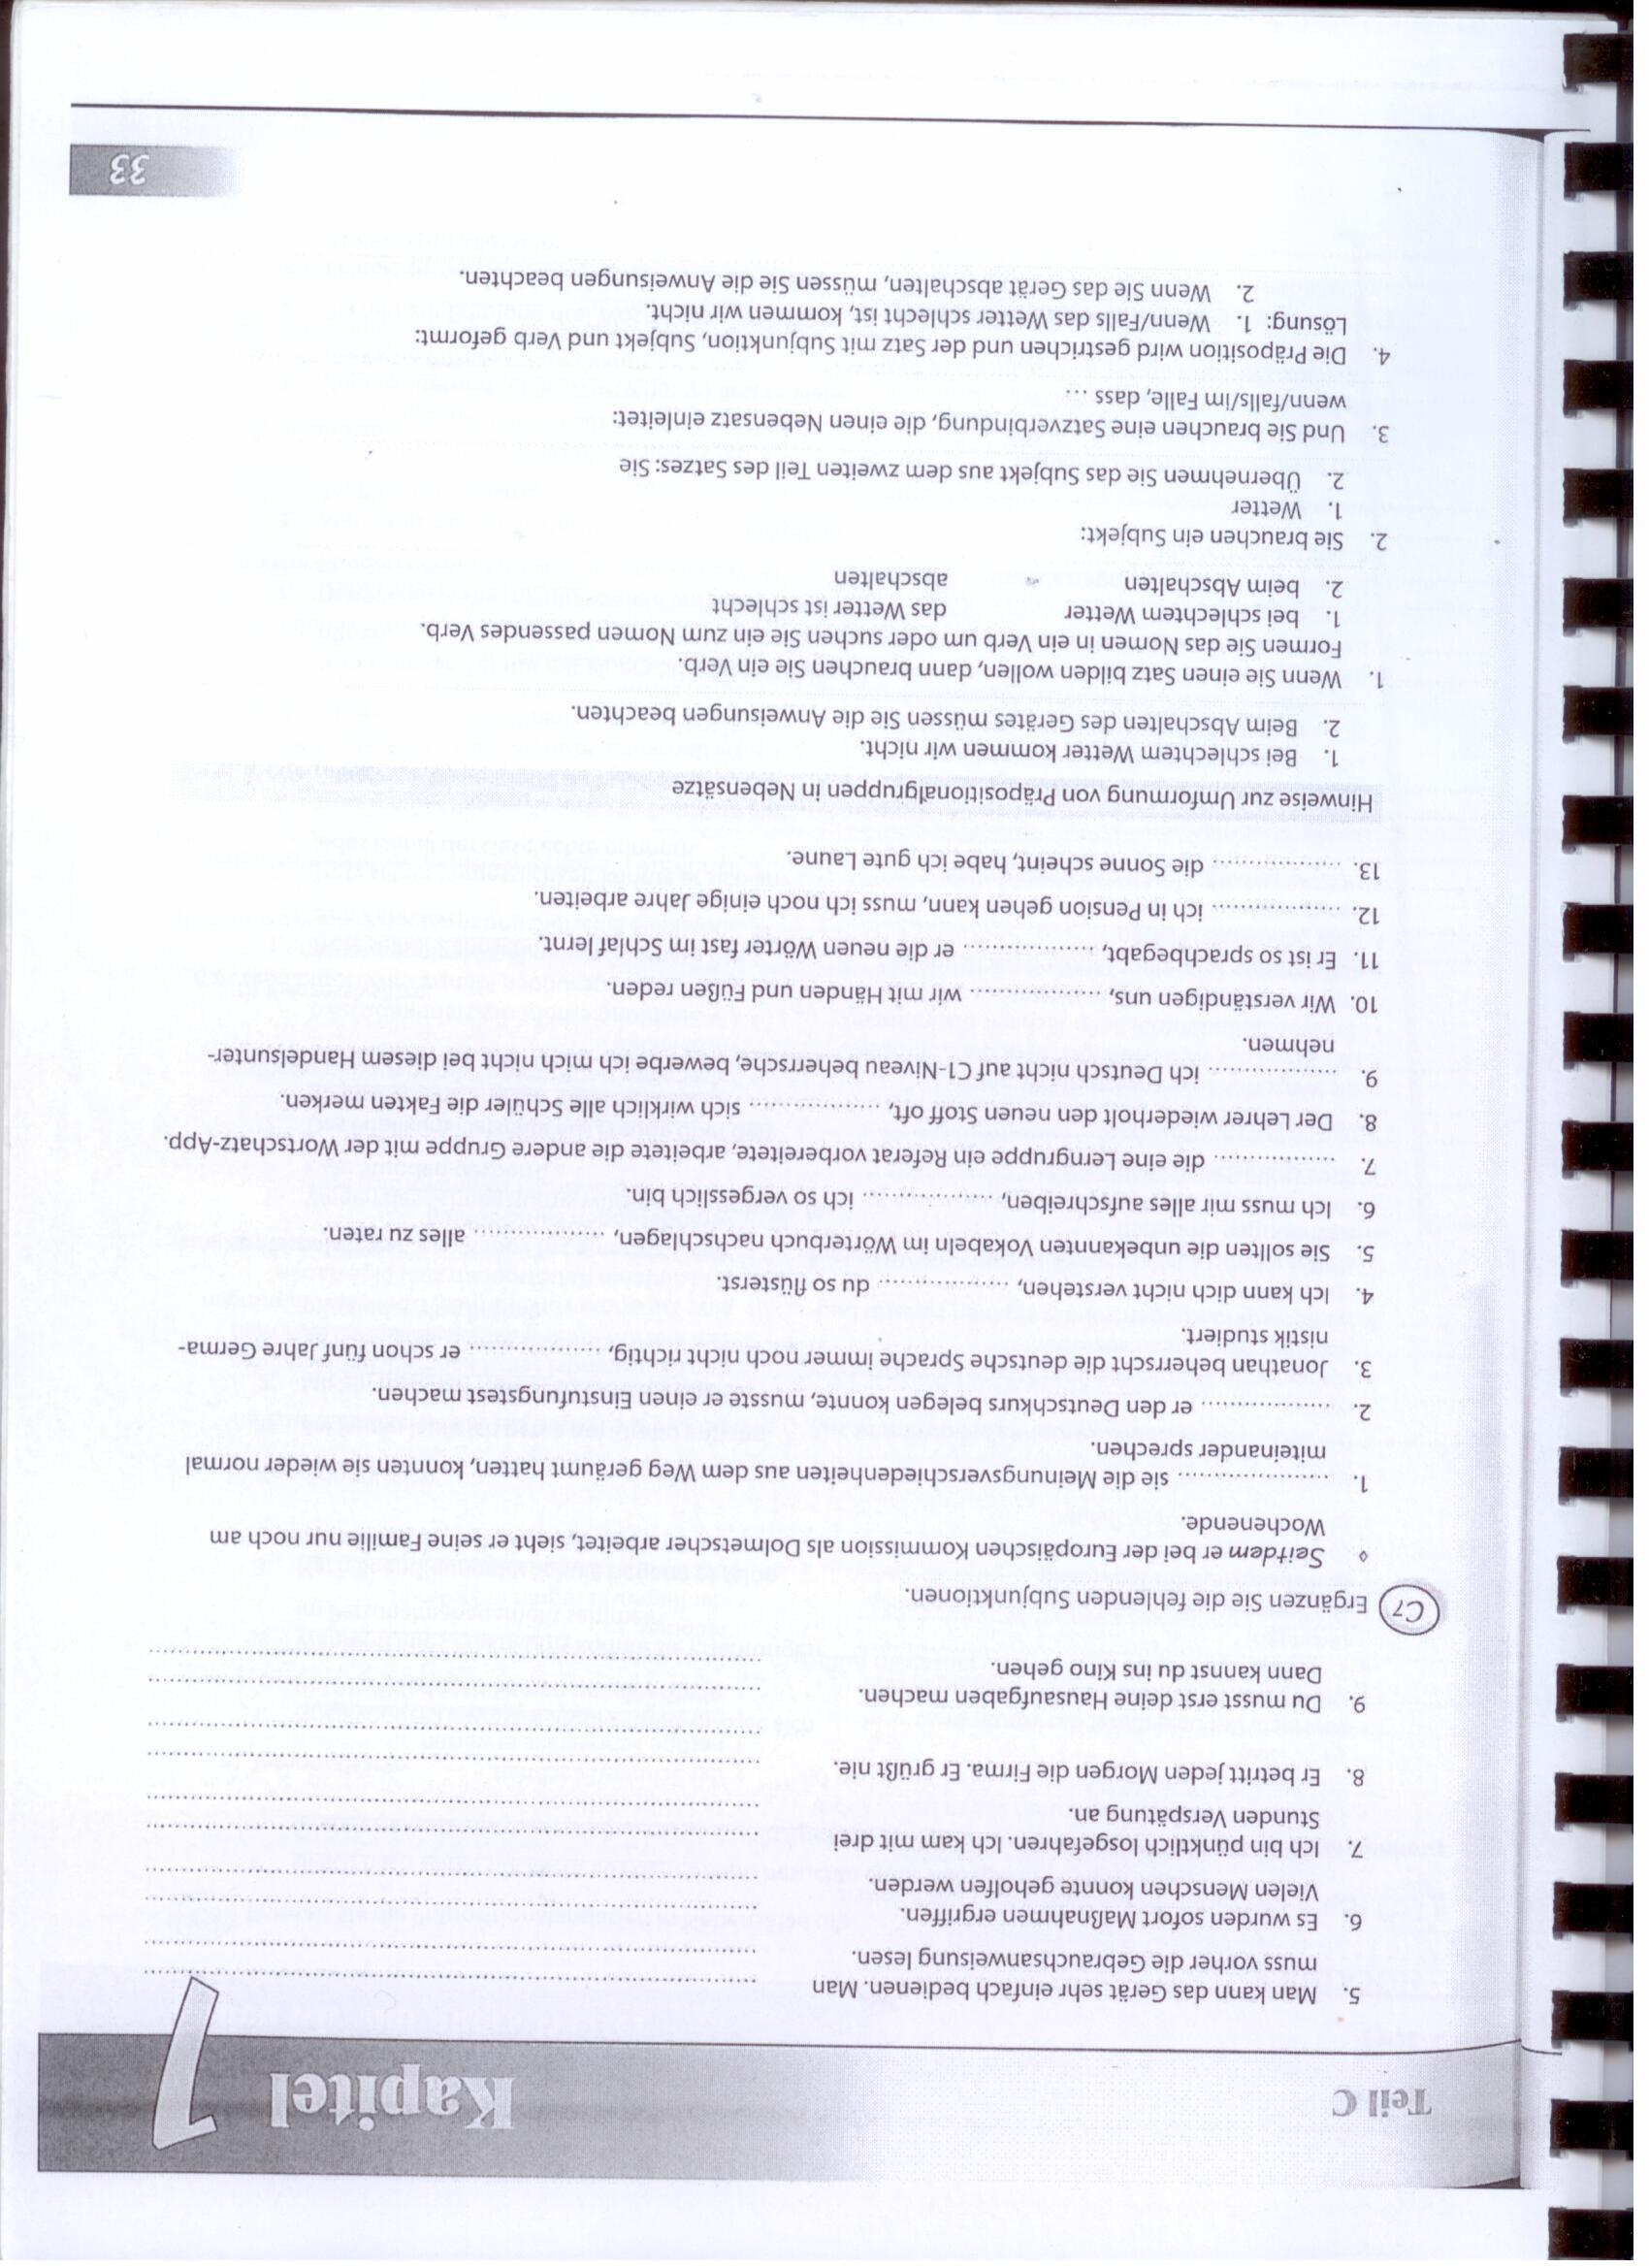 Teil C
Kapitel 1
5. Man kann das Gerät sehr einfach bedienen. Man ........................................
muss vorher die Gebrauchsanweisung lesen. ........................................
6. Es wurden sofort Maßnahmen ergriffen. ........................................
Vielen Menschen konnte geholfen werden. ........................................
7. Ich bin pünktlich losgefahren. Ich kam mit drei ........................................
Stunden Verspätung an. ........................................
8. Er betritt jeden Morgen die Firma. Er grüßt nie. ........................................
........................................
9. Du musst erst deine Hausaufgaben machen. ........................................
Dann kannst du ins Kino gehen. ........................................
C7 Ergänzen Sie die fehlenden Subjunktionen.
◊ Seitdem er bei der Europäischen Kommission als Dolmetscher arbeitet, sieht er seine Familie nur noch am
Wochenende.
1. .................... sie die Meinungsverschiedenheiten aus dem Weg geräumt hatten, konnten sie wieder normal
miteinander sprechen.
2. .................. er den Deutschkurs belegen konnte, musste er einen Einstufungstest machen.
3. Jonathan beherrscht die deutsche Sprache immer noch nicht richtig, .................. er schon fünf Jahre Germa-
nistik studiert.
4. Ich kann dich nicht verstehen, .................. du so flüsterst.
5. Sie sollten die unbekannten Vokabeln im Wörterbuch nachschlagen, .................. alles zu raten.
6. Ich muss mir alles aufschreiben, .................. ich so vergesslich bin.
7. ................. die eine Lerngruppe ein Referat vorbereitete, arbeitete die andere Gruppe mit der Wortschatz-App.
8. Der Lehrer wiederholt den neuen Stoff oft, .................. sich wirklich alle Schüler die Fakten merken.
9. .................. ich Deutsch nicht auf C1-Niveau beherrsche, bewerbe ich mich nicht bei diesem Handelsunter-
nehmen.
10. Wir verständigen uns, .................. wir mit Händen und Füßen reden.
11. Er ist so sprachbegabt, .................. er die neuen Wörter fast im Schlaf lernt.
12. .................. ich in Pension gehen kann, muss ich noch einige Jahre arbeiten.
13. .................. die Sonne scheint, habe ich gute Laune.
Hinweise zur Umformung von Präpositionalgruppen in Nebensätze
1. Bei schlechtem Wetter kommen wir nicht.
2. Beim Abschalten des Gerätes müssen Sie die Anweisungen beachten.
1. Wenn Sie einen Satz bilden wollen, dann brauchen Sie ein Verb.
Formen Sie das Nomen in ein Verb um oder suchen Sie ein zum Nomen passendes Verb.
1. bei schlechtem Wetter das Wetter ist schlecht
2. beim Abschalten abschalten
2. Sie brauchen ein Subjekt:
1. Wetter
2. Übernehmen Sie das Subjekt aus dem zweiten Teil des Satzes: Sie
3. Und Sie brauchen eine Satzverbindung, die einen Nebensatz einleitet:
wenn/falls/im Falle, dass ...
4. Die Präposition wird gestrichen und der Satz mit Subjunktion, Subjekt und Verb geformt:
Lösung: 1. Wenn/Falls das Wetter schlecht ist, kommen wir nicht.
2. Wenn Sie das Gerät abschalten, müssen Sie die Anweisungen beachten.
33